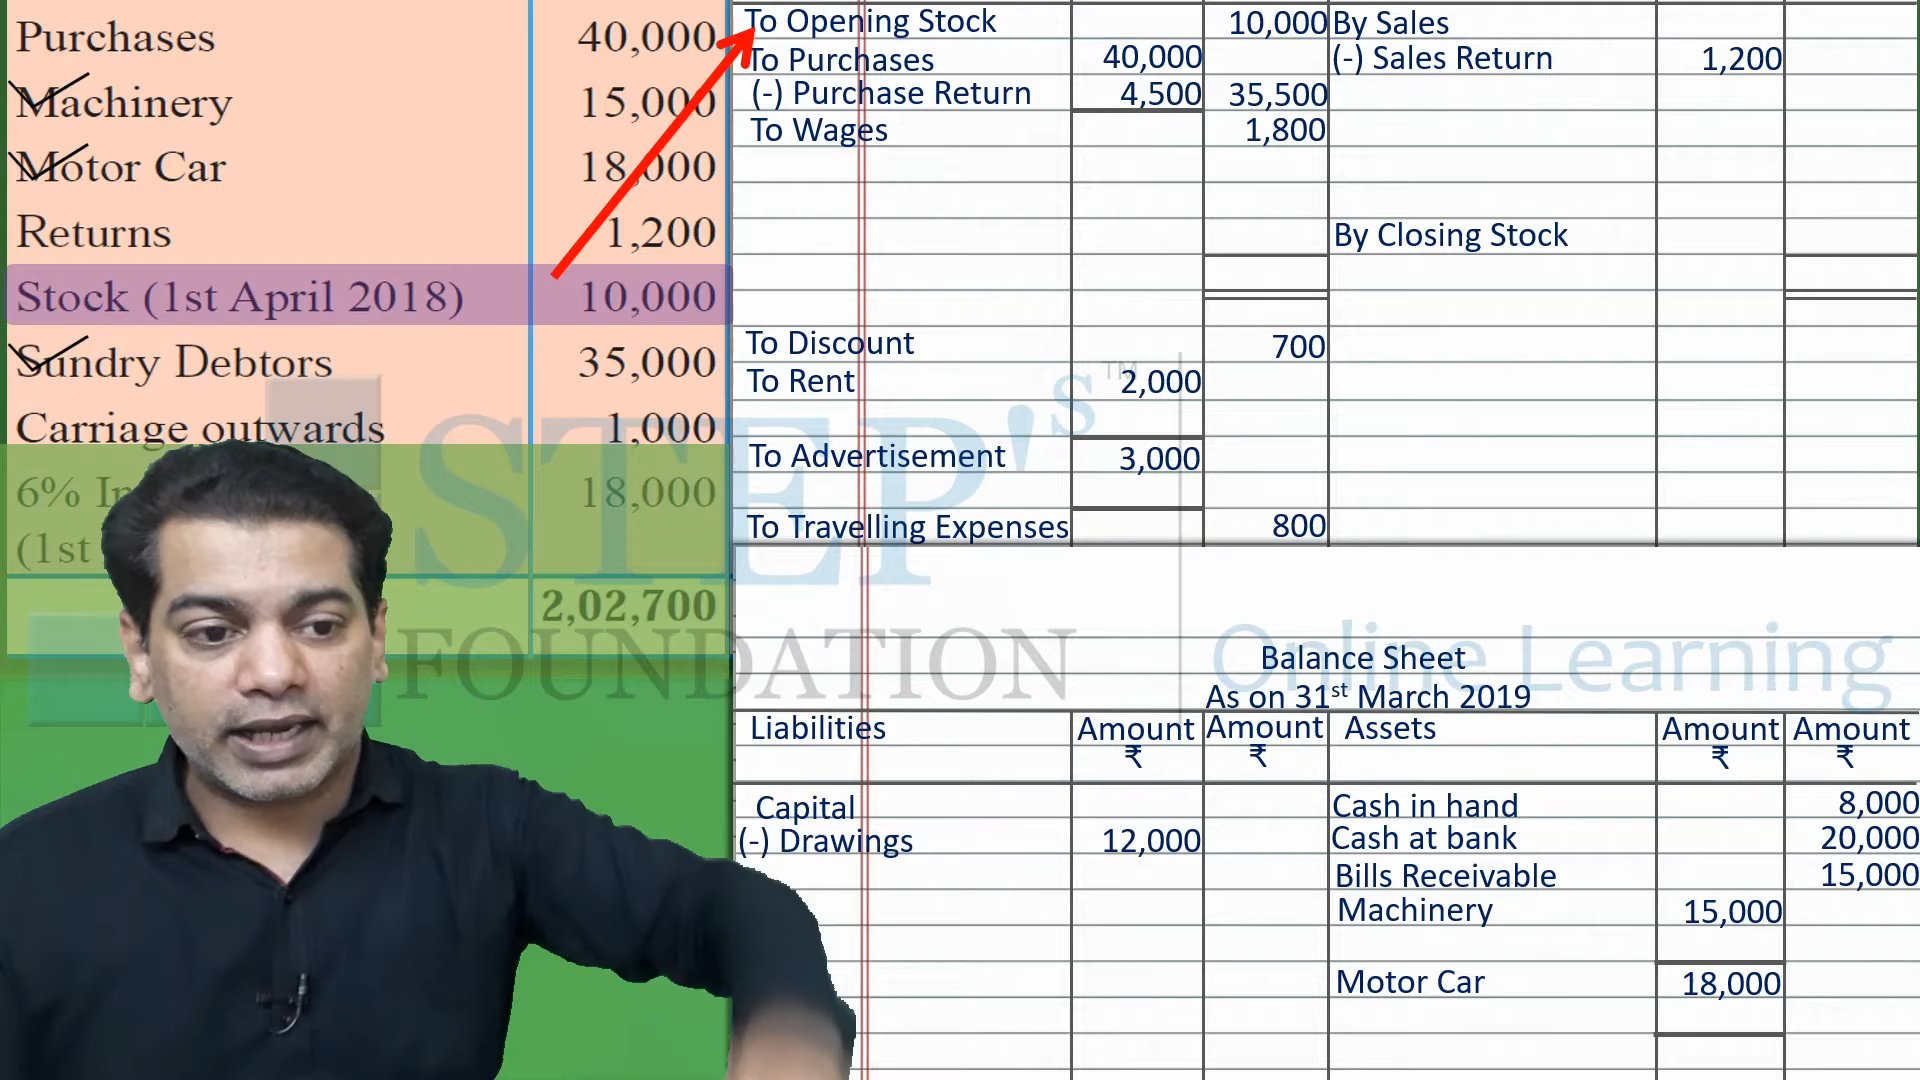 Purchases 40,000
Machinery 15,000
Motor Car 18,000
Returns 1,200
Stock (1st April 2018) 10,000
Sundry Debtors 35,000
Carriage outwards 1,000
6% 18,000
(1st
2,02,700
To Opening Stock 10,000 By Sales
To Purchases 40,000 (-) Sales Return 1,200
(-) Purchase Return 4,500 35,500
To Wages 1,800
By Closing Stock
To Discount 700
To Rent 2,000
To Advertisement 3,000
To Travelling Expenses 800
STEP's™
FOUNDATION
Online Learning
Balance Sheet
As on 31st March 2019
Liabilities Amount ₹ Amount ₹ Assets Amount ₹ Amount ₹
Capital Cash in hand 8,000
(-) Drawings 12,000 Cash at bank 20,000
Bills Receivable 15,000
Machinery 15,000
Motor Car 18,000